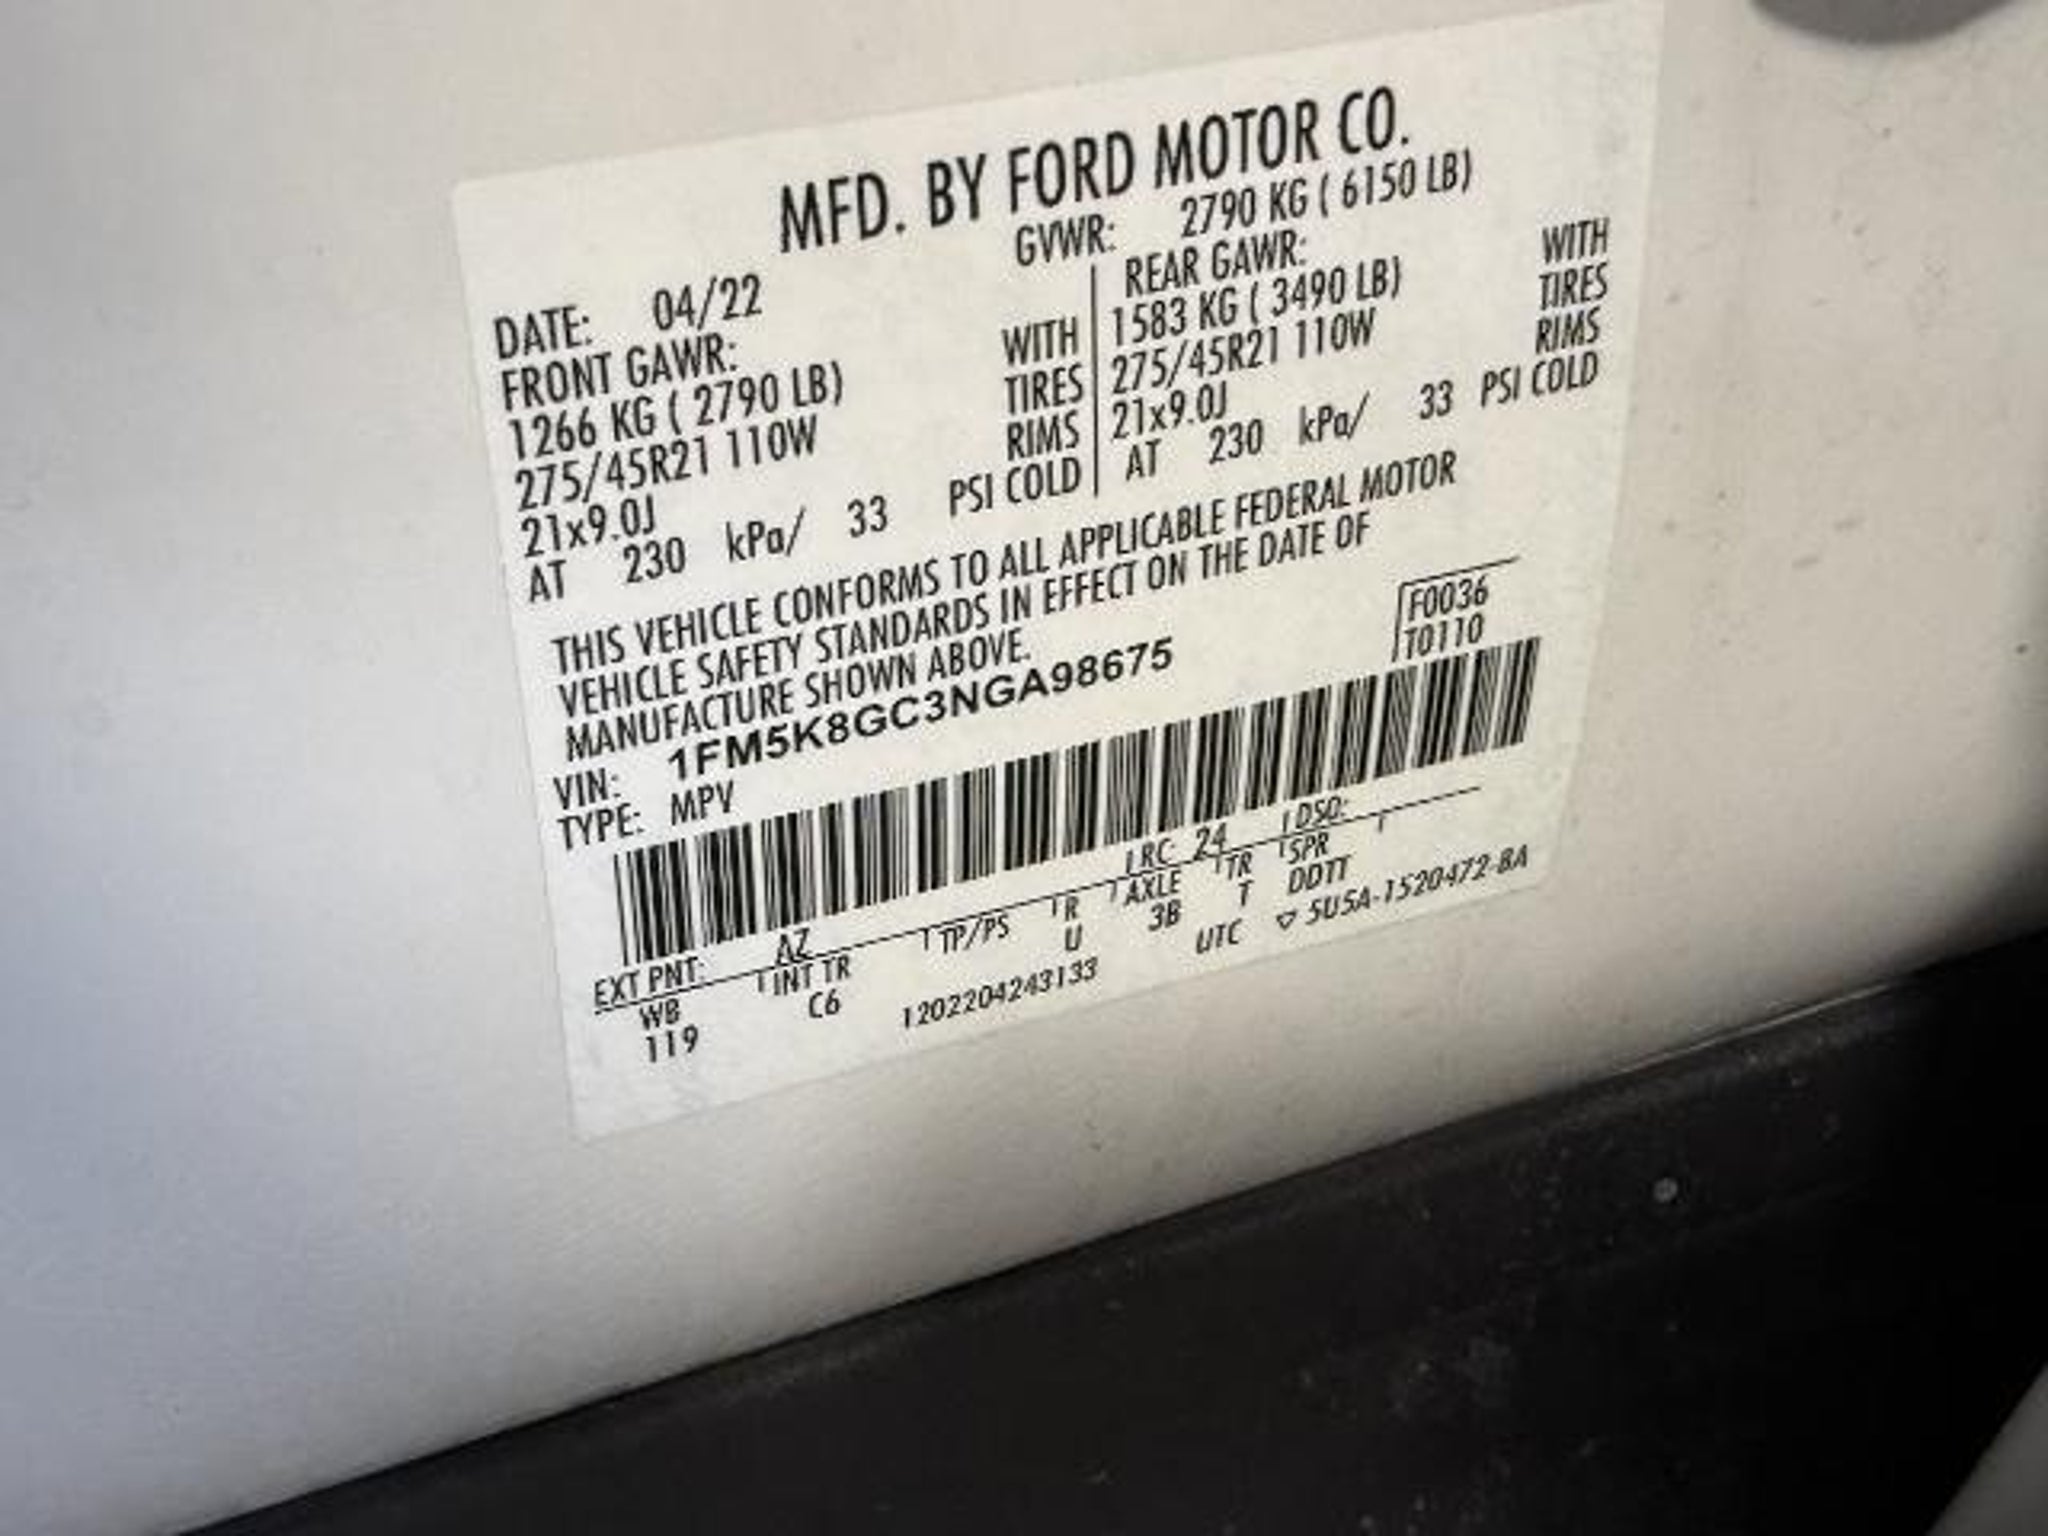 MFD. BY FORD MOTOR CO.
DATE: 04/22 GVWR: 2790 KG ( 6150 LB)
FRONT GAWR: WITH REAR GAWR: WITH
1266 KG ( 2790 LB) TIRES 1583 KG ( 3490 LB) TIRES
275/45R21 110W RIMS 275/45R21 110W RIMS
21x9.0J PSI COLD 21x9.0J
AT 230 kPa/ 33 AT 230 kPa/ 33 PSI COLD
THIS VEHICLE CONFORMS TO ALL APPLICABLE FEDERAL MOTOR
VEHICLE SAFETY STANDARDS IN EFFECT ON THE DATE OF
MANUFACTURE SHOWN ABOVE.
F0036
T0110
VIN: 1FM5K8GC3NGA98675
TYPE: MPV
EXT PNT: AZ RC: 24 DSO:
WB INT TR TP/PS R AXLE TR SPR
119 C6 U 3B T DDTT
1202204243133 UTC ▽ 5U5A-1520472-BA